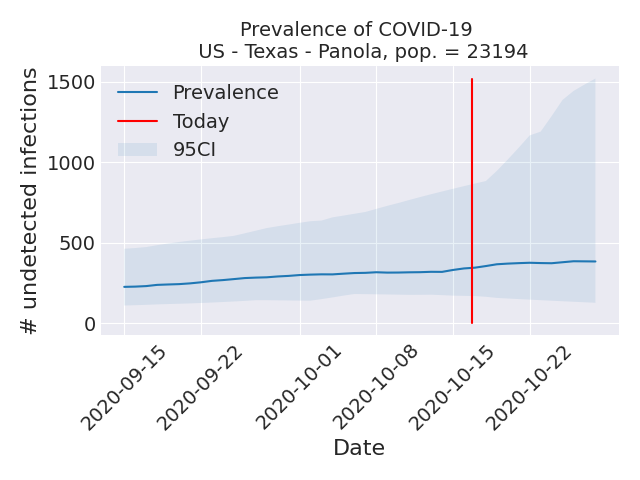 Prevalence of COVID-19
US - Texas - Panola, pop. = 23194
# undetected infections
1500
1000
500
0
Prevalence
Today
95CI
2020-09-15
2020-09-22
2020-10-01
2020-10-08
2020-10-15
2020-10-22
Date